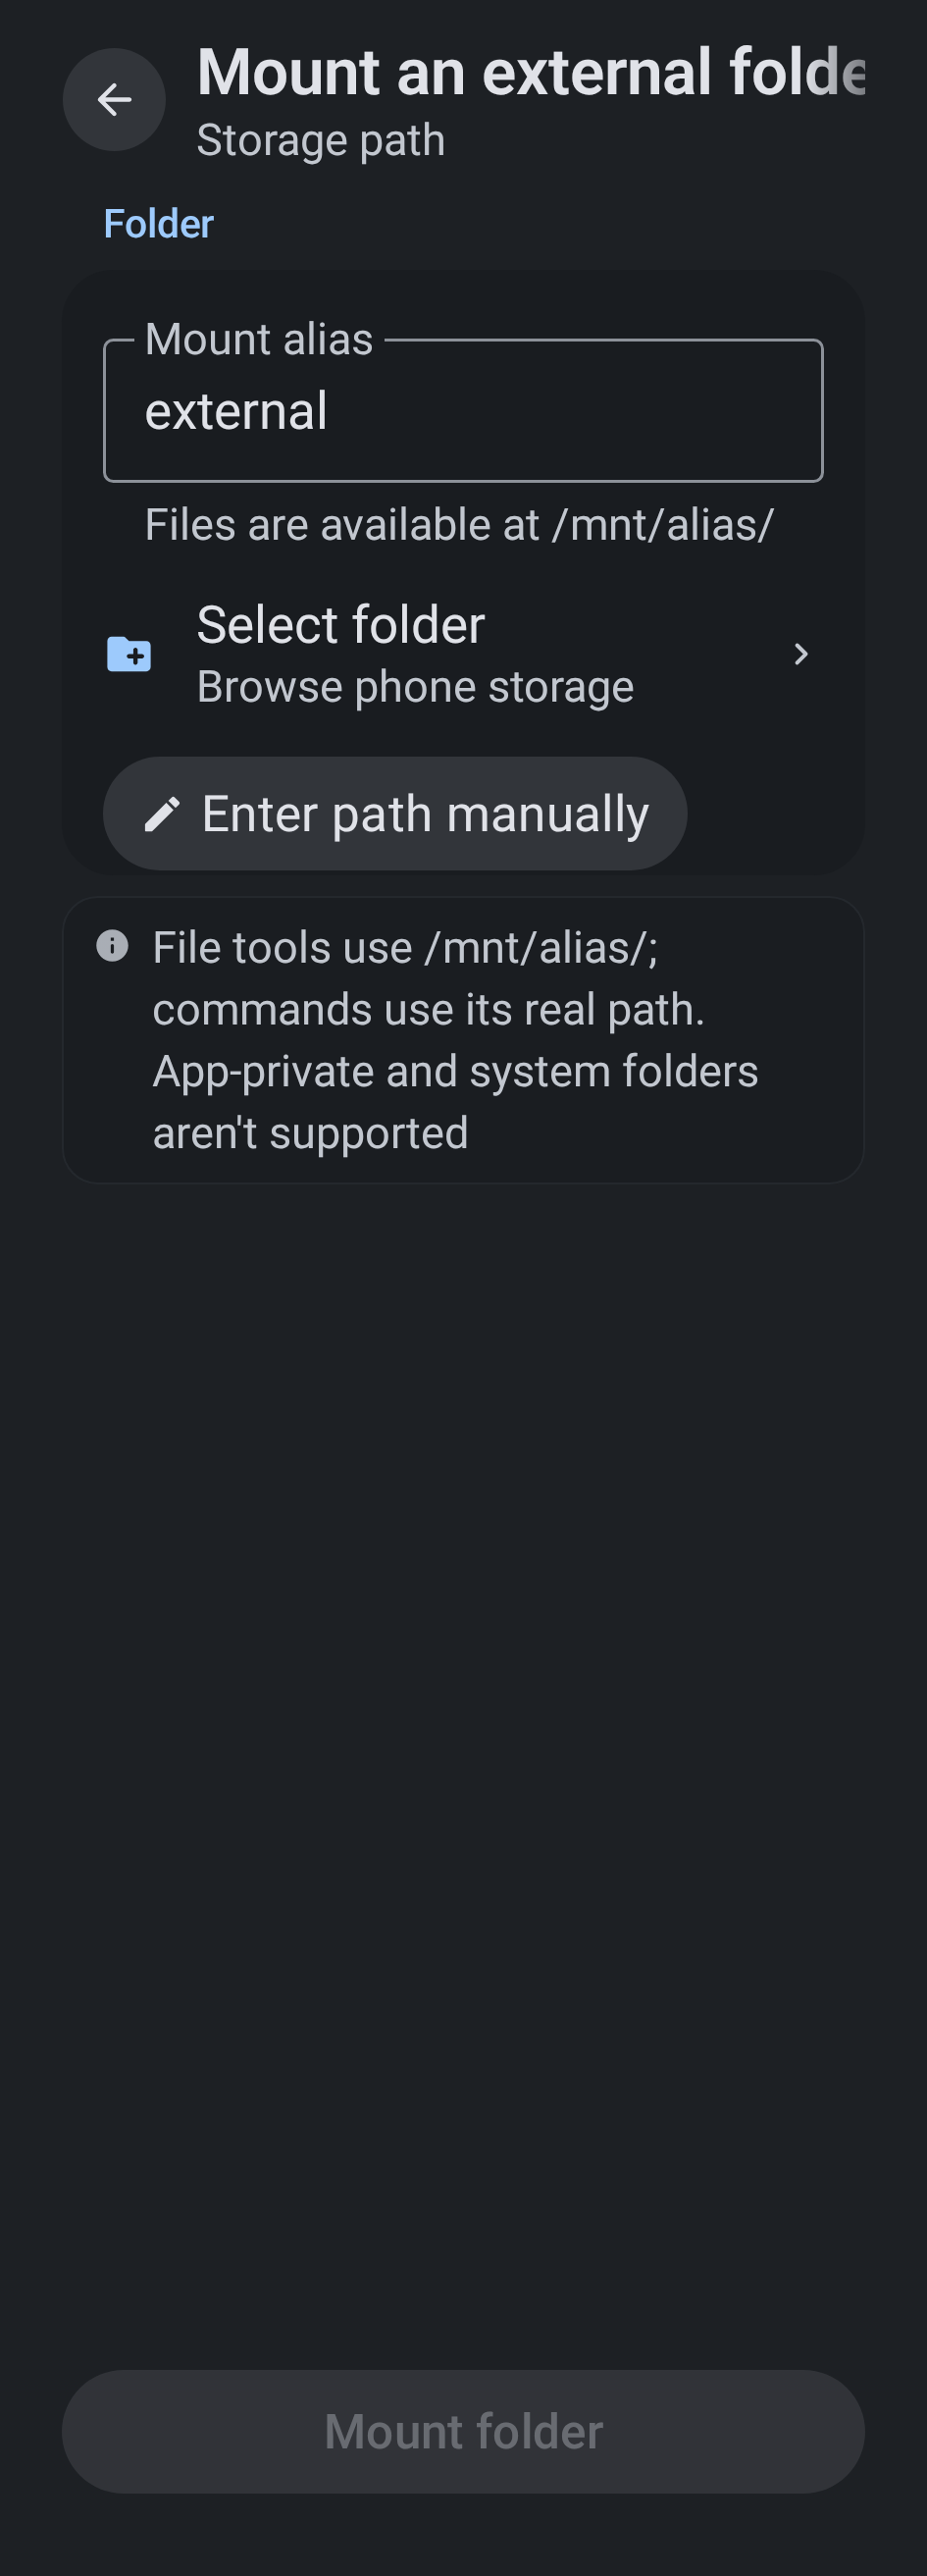 Mount an external folde
Storage path
Folder
Mount alias
external
Files are available at /mnt/alias/
Select folder
Browse phone storage
Enter path manually
File tools use /mnt/alias/;
commands use its real path.
App-private and system folders
aren't supported
Mount folder